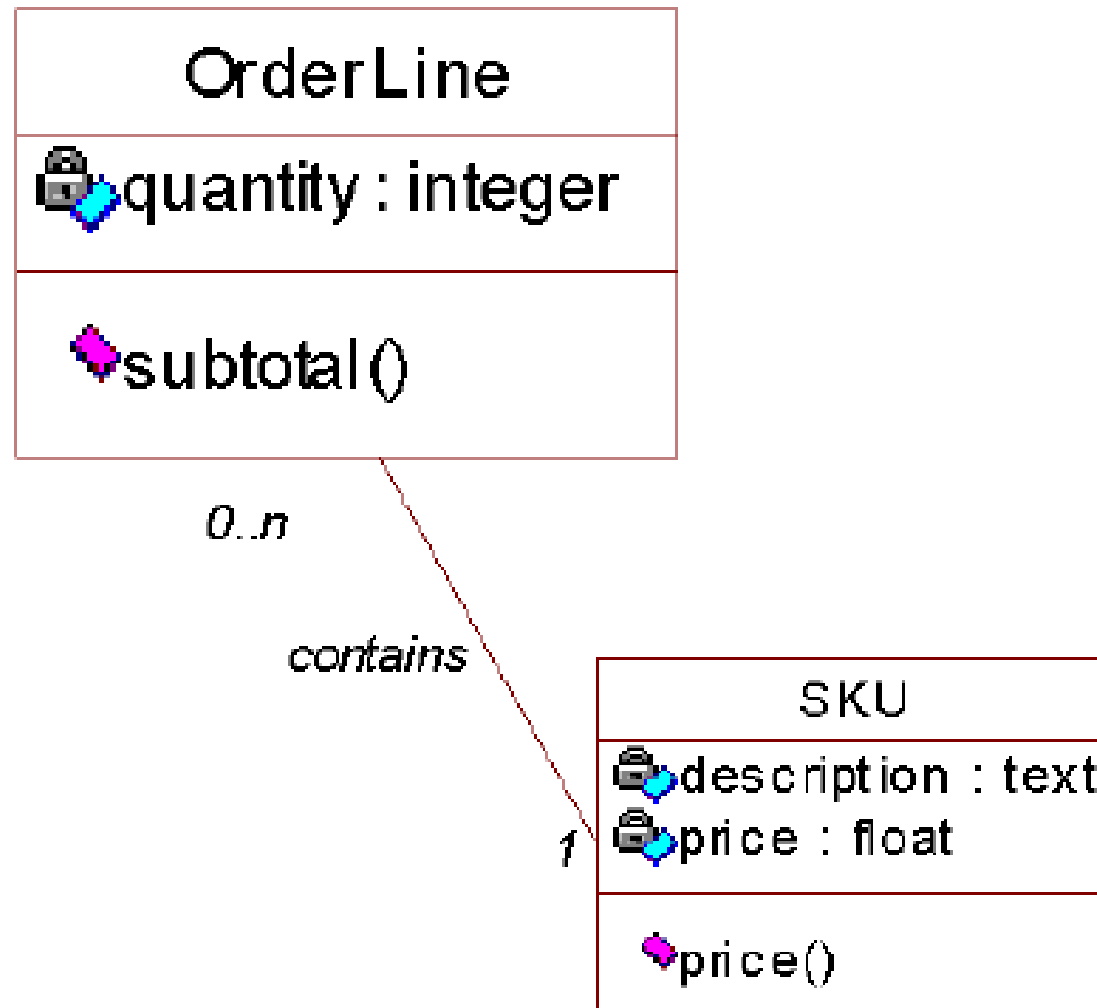 OrderLine
quantity : integer
subtotal()
0..n
contains
SKU
description : text
1
price : float
price()